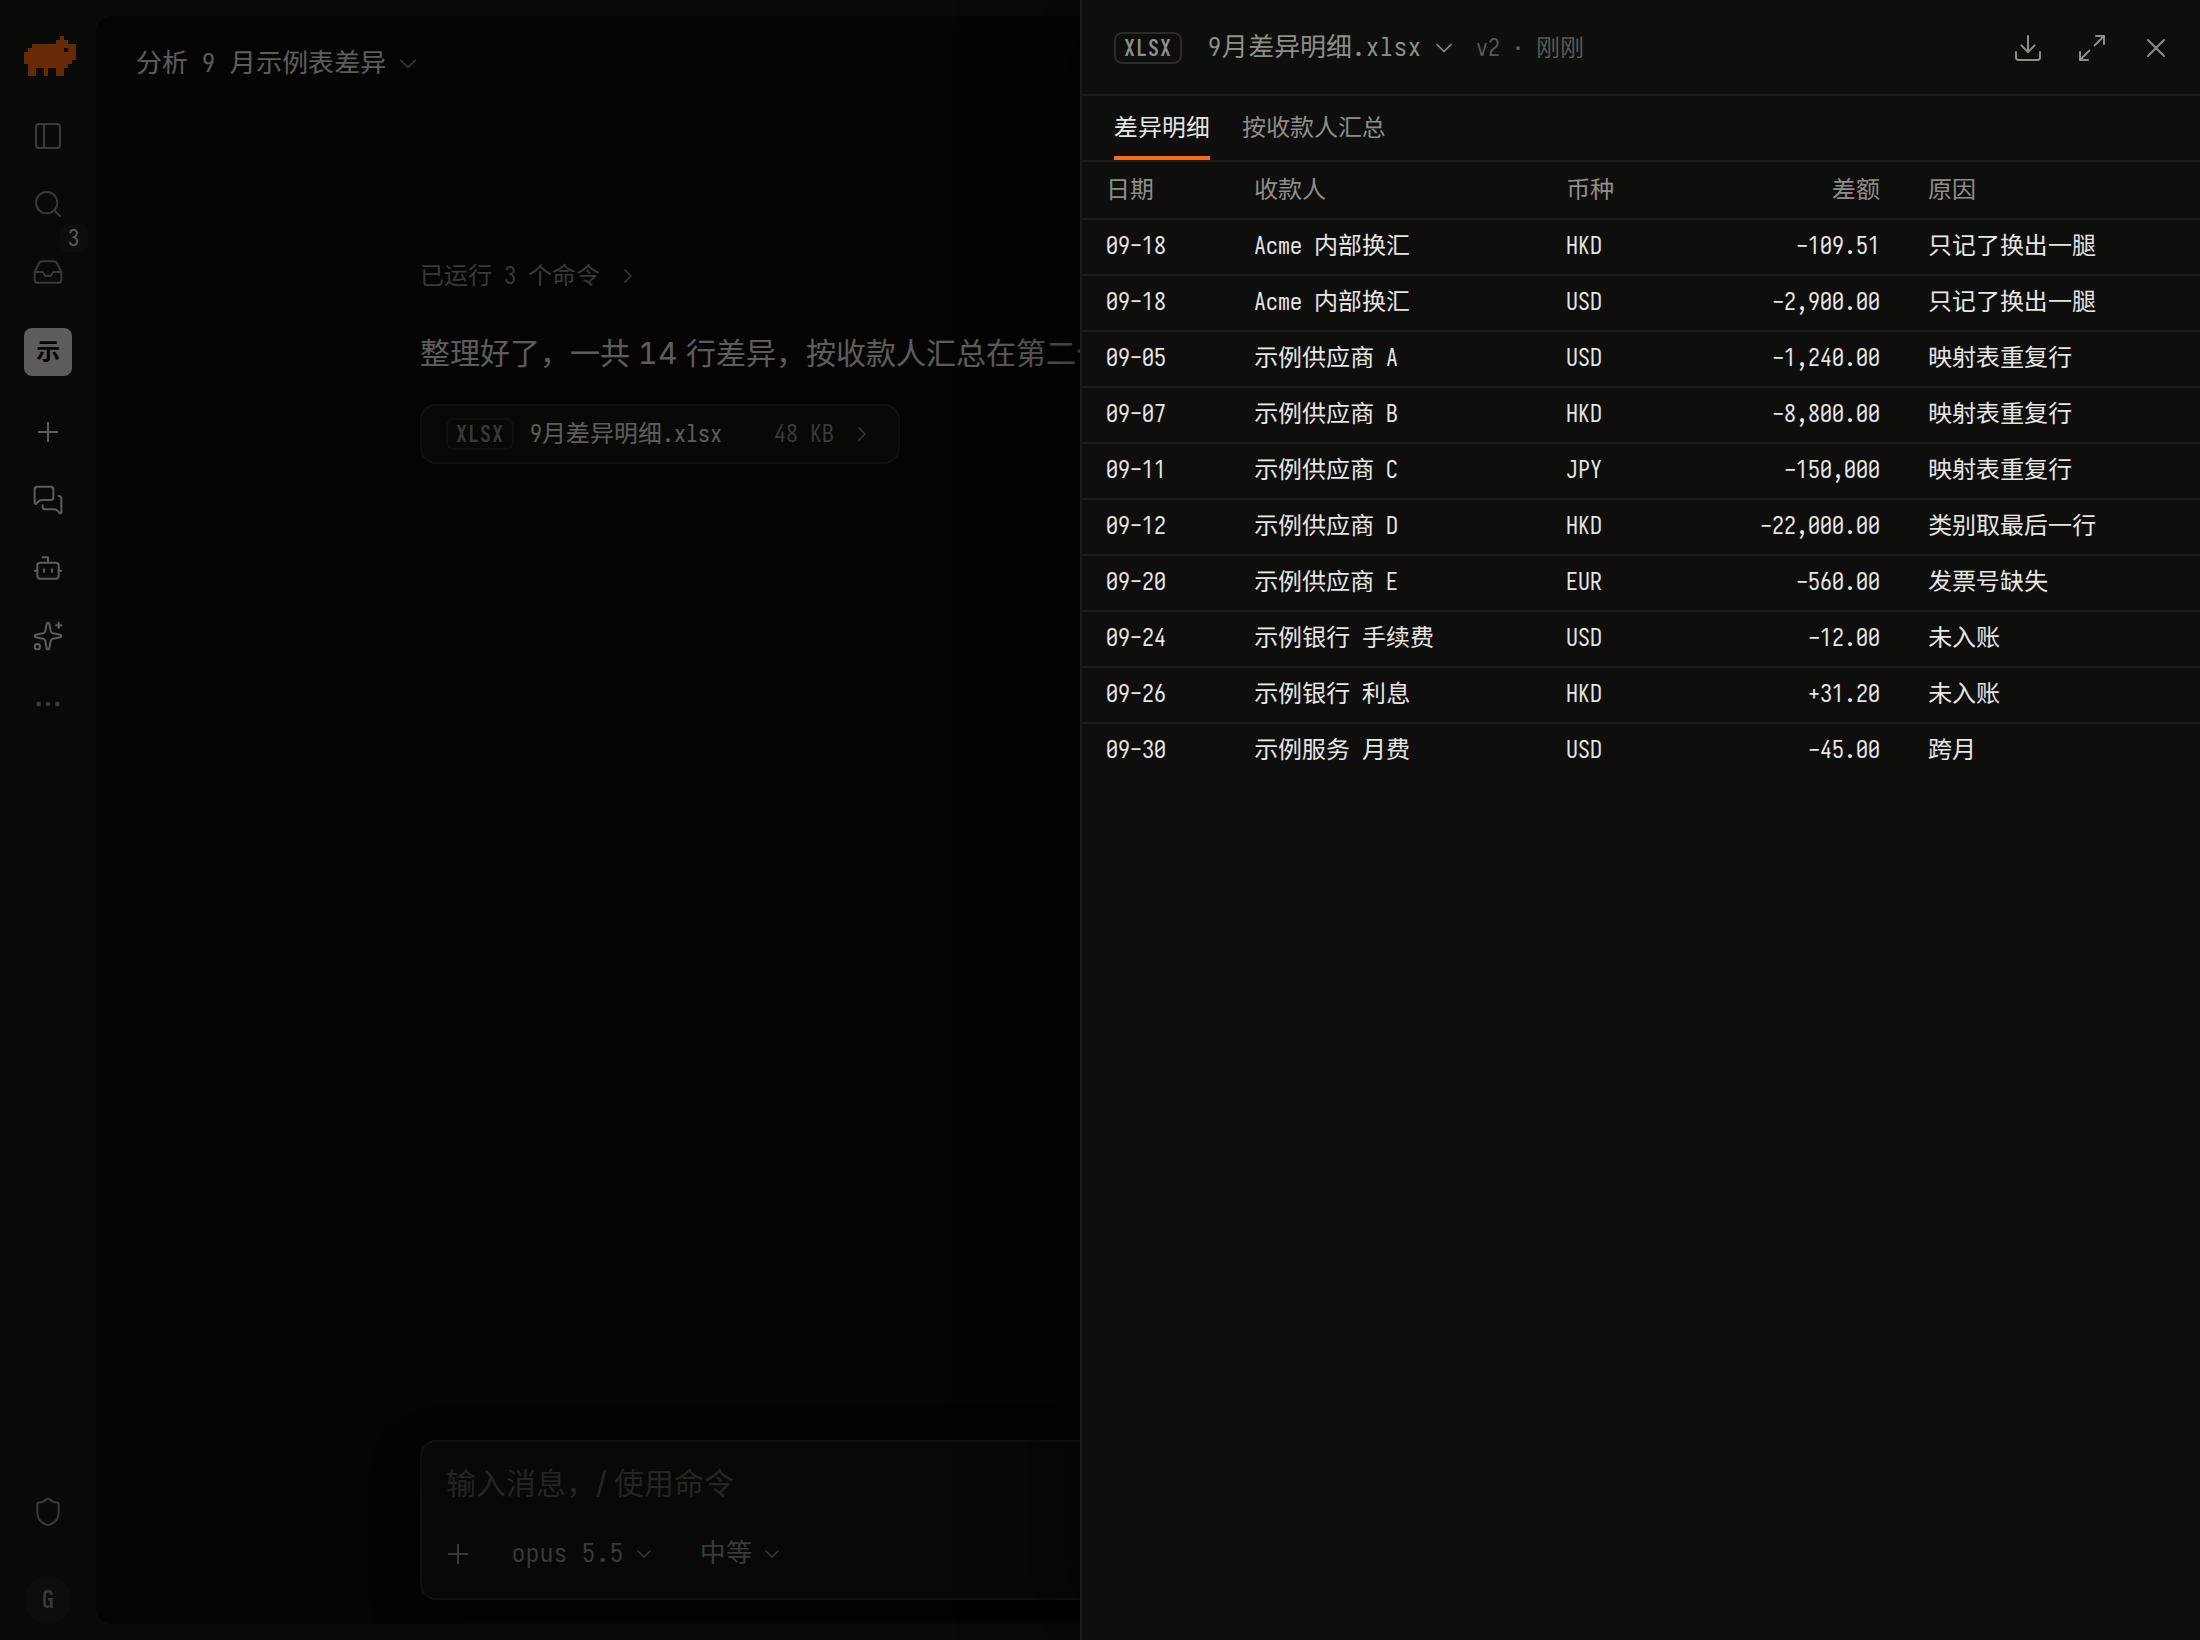 分析 9 月示例表差异
3
示
已运行 3 个命令
整理好了，一共 14 行差异，按收款人汇总在第二
XLSX 9月差异明细.xlsx 48 KB
输入消息，/ 使用命令
opus 5.5 中等
G
XLSX 9月差异明细.xlsx v2 · 刚刚
差异明细 按收款人汇总
日期 收款人 币种 差额 原因
09-18 Acme 内部换汇 HKD -109.51 只记了换出一腿
09-18 Acme 内部换汇 USD -2,900.00 只记了换出一腿
09-05 示例供应商 A USD -1,240.00 映射表重复行
09-07 示例供应商 B HKD -8,800.00 映射表重复行
09-11 示例供应商 C JPY -150,000 映射表重复行
09-12 示例供应商 D HKD -22,000.00 类别取最后一行
09-20 示例供应商 E EUR -560.00 发票号缺失
09-24 示例银行 手续费 USD -12.00 未入账
09-26 示例银行 利息 HKD +31.20 未入账
09-30 示例服务 月费 USD -45.00 跨月